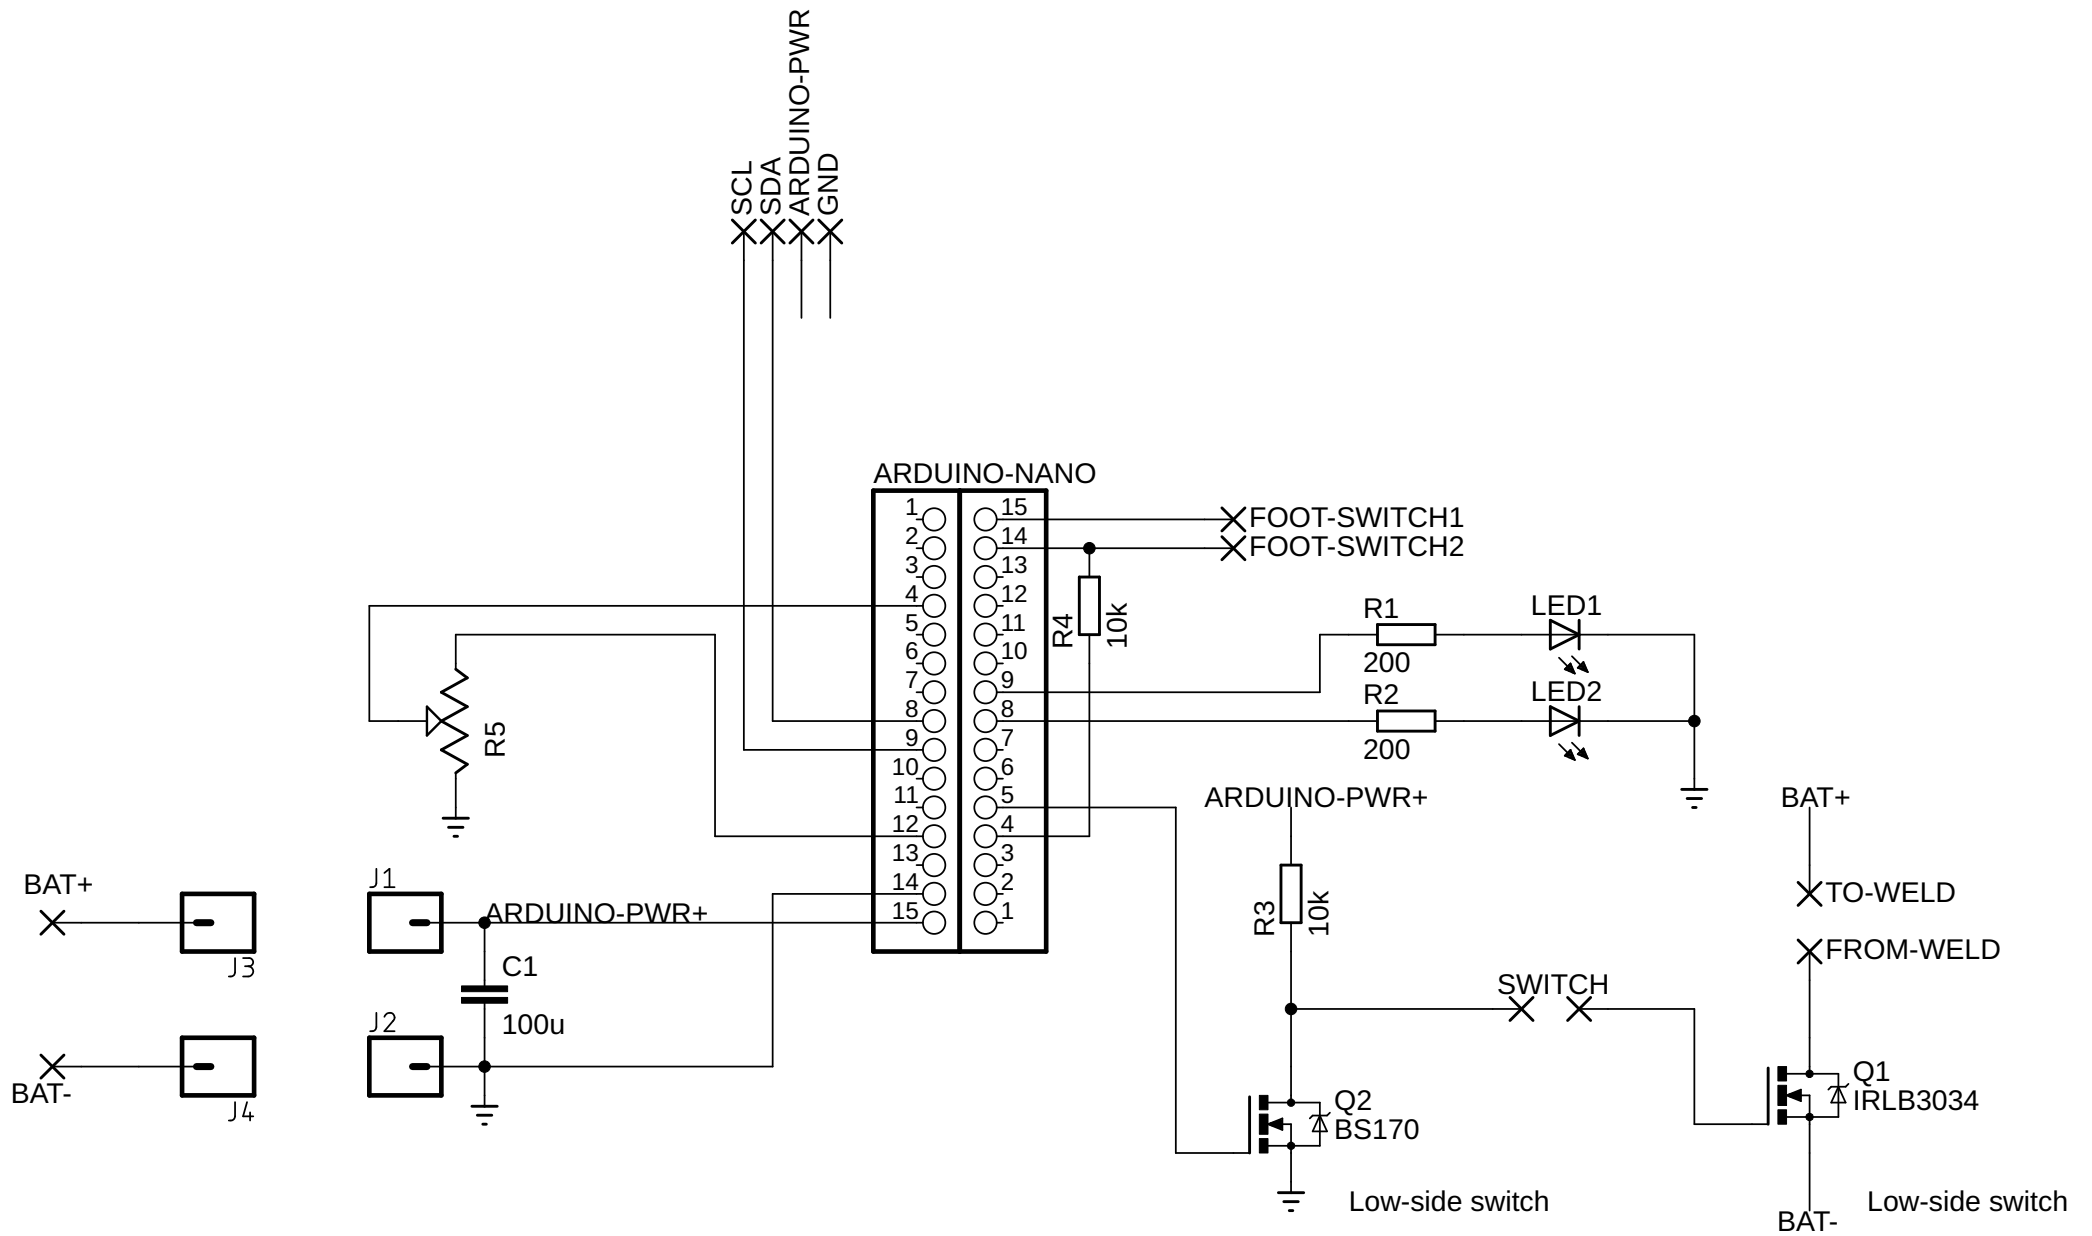 SCL
SDA
ARDUINO-PWR
GND
ARDUINO-NANO
1
2
3
4
5
6
7
8
9
10
11
12
13
14
15
15
14
13
12
11
10
9
8
7
6
5
4
3
2
1
FOOT-SWITCH1
FOOT-SWITCH2
R4
10k
R1
200
LED1
R2
200
LED2
R5
ARDUINO-PWR+
R3
10k
BAT+
TO-WELD
FROM-WELD
SWITCH
Q1
IRLB3034
Q2
BS170
Low-side switch
BAT-
Low-side switch
BAT+
J3
J1
ARDUINO-PWR+
C1
100u
J2
BAT-
J4